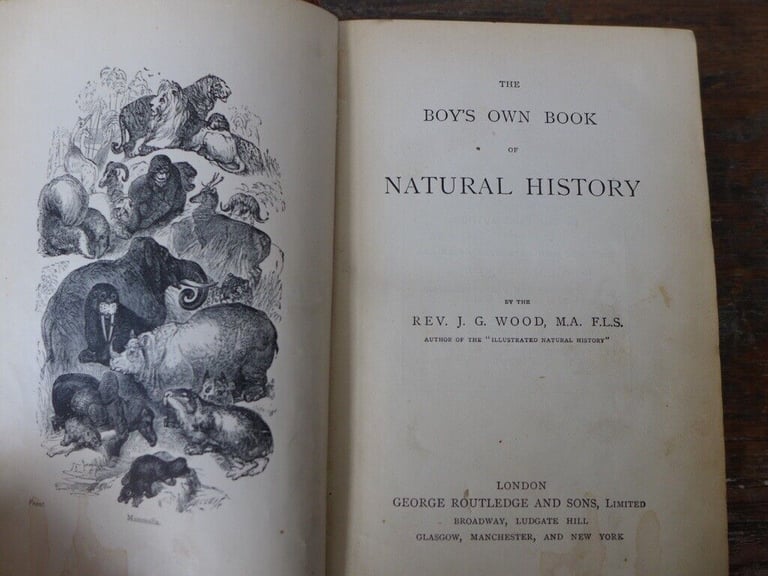 Front.
Mammalia.
THE
BOY'S OWN BOOK
OF
NATURAL HISTORY
BY THE
REV. J. G. WOOD, M.A. F.L.S.
AUTHOR OF THE "ILLUSTRATED NATURAL HISTORY"
LONDON
GEORGE ROUTLEDGE AND SONS, LIMITED
BROADWAY, LUDGATE HILL
GLASGOW, MANCHESTER, AND NEW YORK